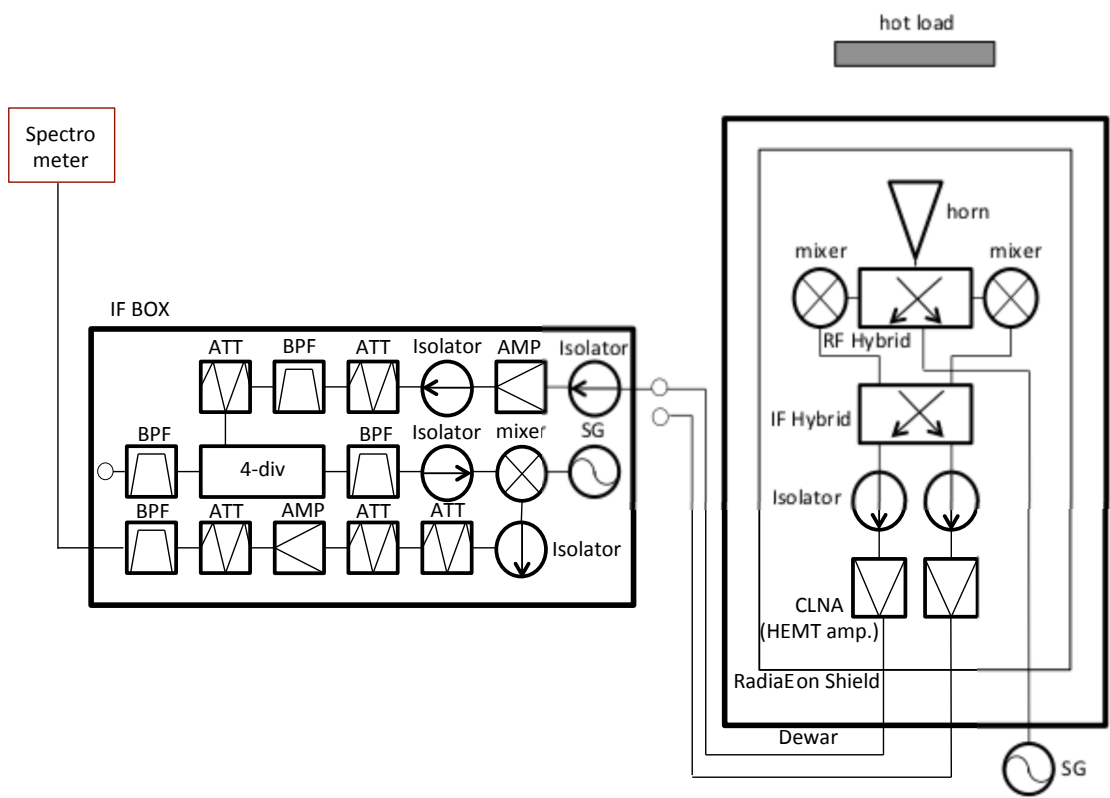 hot load
Spectro
meter
horn
mixer
mixer
RF Hybrid
IF Hybrid
Isolator
CLNA
(HEMT amp.)
RadiaEon Shield
Dewar
SG
IF BOX
ATT
BPF
ATT
Isolator
AMP
Isolator
BPF
4-div
BPF
Isolator
mixer
SG
BPF
ATT
AMP
ATT
ATT
Isolator